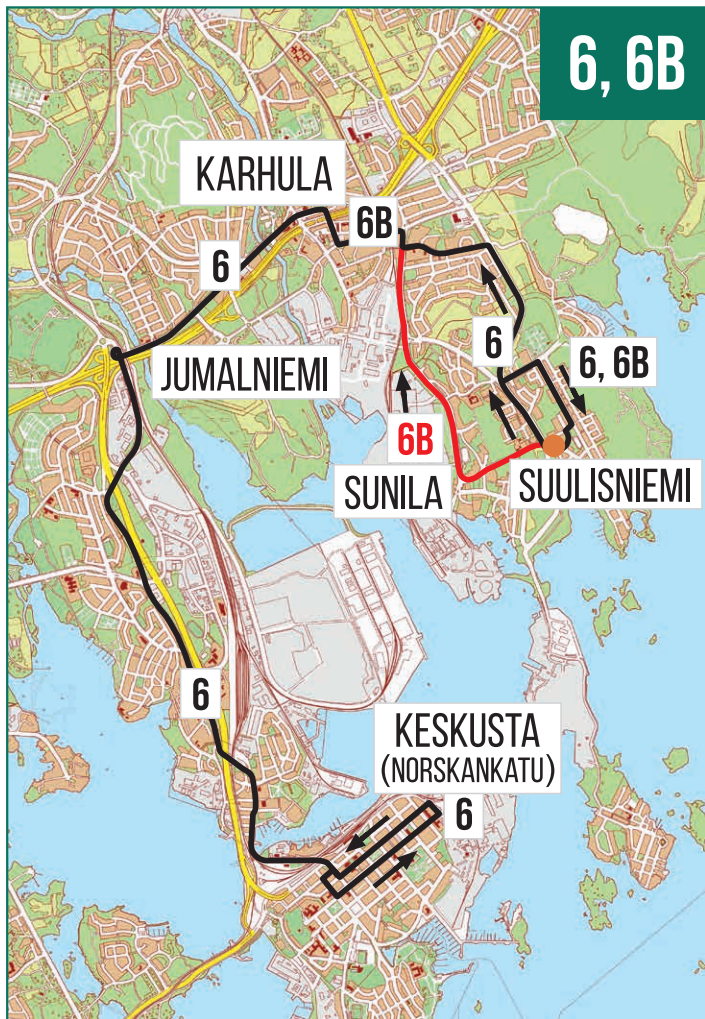 6, 6B
KARHULA
6B
6
JUMALNIEMI
6
6, 6B
6B
SUNILA
SUULISNIEMI
6
KESKUSTA
(NORSKANKATU)
6